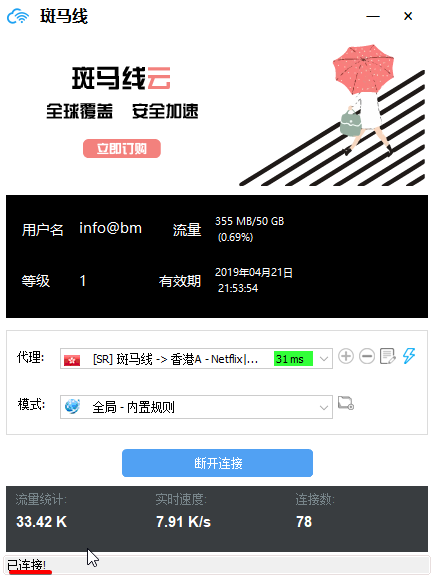 斑马线
斑马线云
全球覆盖 安全加速
立即订购
用户名 info@bm 流量 355 MB/50 GB
(0.69%)
等级 1 有效期 2019年04月21日
21:53:54
代理: [SR] 斑马线 -> 香港A - Netflix|... 31 ms
模式: 全局 - 内置规则
断开连接
流量统计: 实时速度: 连接数:
33.42 K 7.91 K/s 78
已连接!